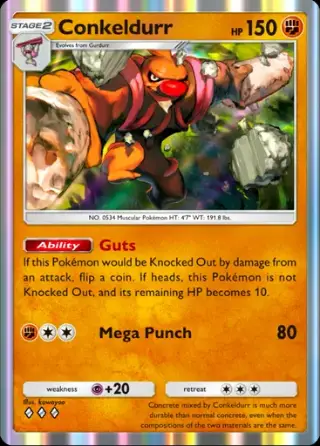 STAGE 2 Conkeldurr HP 150
Evolves from Gurdurr
NO. 0534 Muscular Pokémon HT: 4'7" WT: 191.8 lbs.
Ability Guts
If this Pokémon would be Knocked Out by damage from
an attack, flip a coin. If heads, this Pokémon is not
Knocked Out, and its remaining HP becomes 10.
Mega Punch 80
weakness +20 retreat
Illus. kawayoo
Concrete mixed by Conkeldurr is much more
durable than normal concrete, even when the
compositions of the two materials are the same.